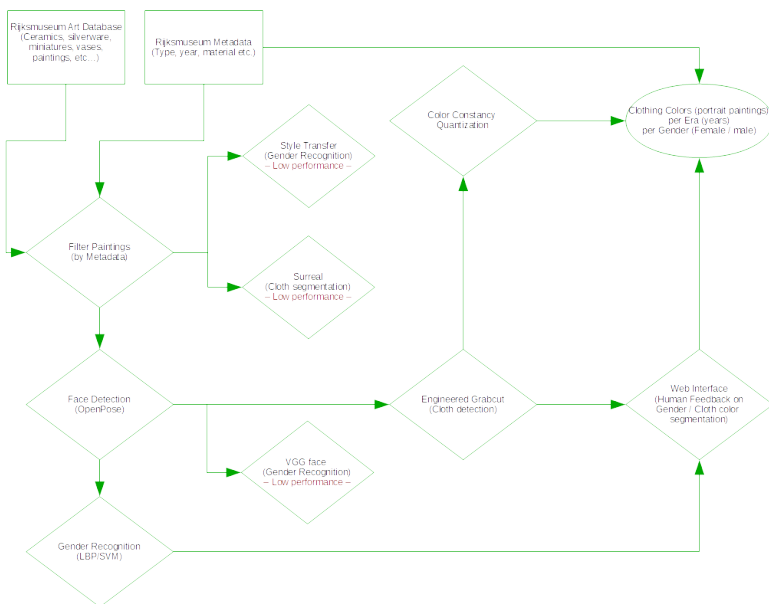 Rijksmuseum Art Database
(Ceramics, silverware,
miniatures, vases,
paintings, etc...)
Rijksmuseum Metadata
(Type, year, material etc.)
Color Constancy
Quantization
Clothing Colors (portrait paintings)
per Era (years)
per Gender (Female / male)
Style Transfer
(Gender Recognition)
– Low performance –
Filter Paintings
(by Metadata)
Surreal
(Cloth segmentation)
– Low performance –
Face Detection
(OpenPose)
Engineered Grabcut
(Cloth detection)
Web Interface
(Human Feedback on
Gender / Cloth color
segmentation)
VGG face
(Gender Recognition)
– Low performance –
Gender Recognition
(LBP/SVM)